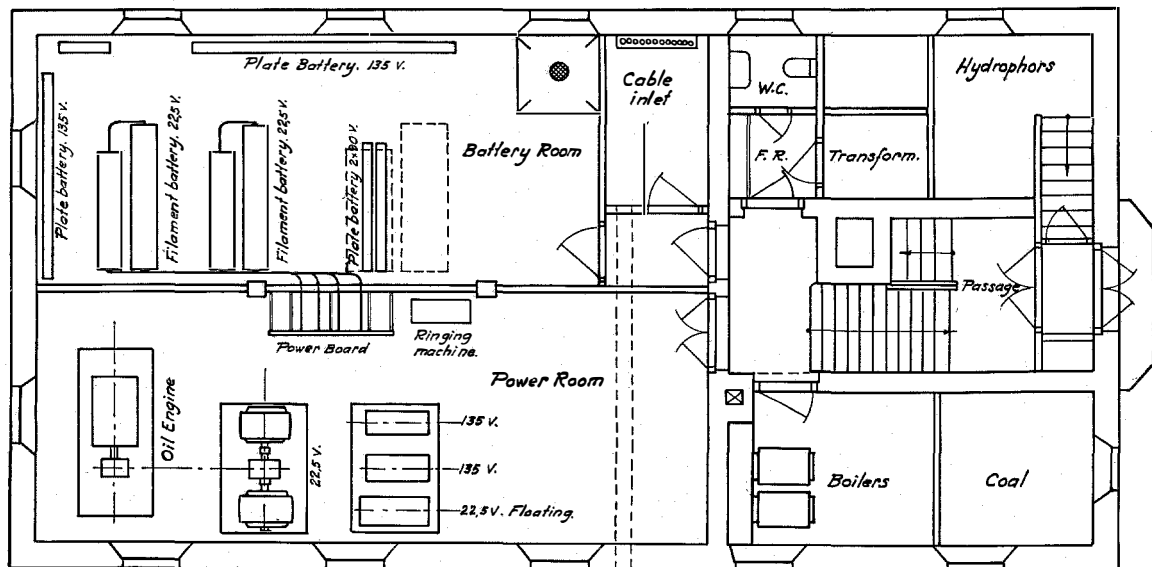 Plate Battery. 135 V.
Plate battery. 135 V.
Filament battery. 22,5 V.
Filament battery. 22,5 V.
Plate battery 2x90 V.
Battery Room
Cable
inlet
W.C.
F. R.
Transform.
Hydrophors
Passage
Power Board
Ringing
machine.
Power Room
Oil Engine
22,5 V.
135 V.
135 V.
22,5 V. Floating.
Boilers
Coal